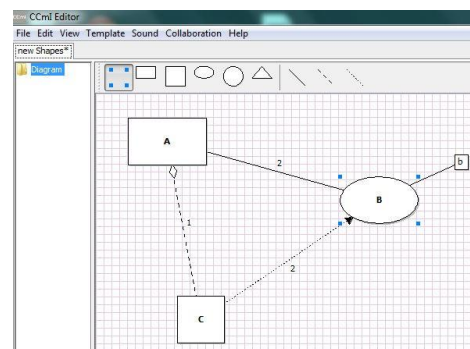 CCmI Editor
File Edit View Template Sound Collaboration Help
new Shapes*
Diagram
A
2
b
B
1
2
C